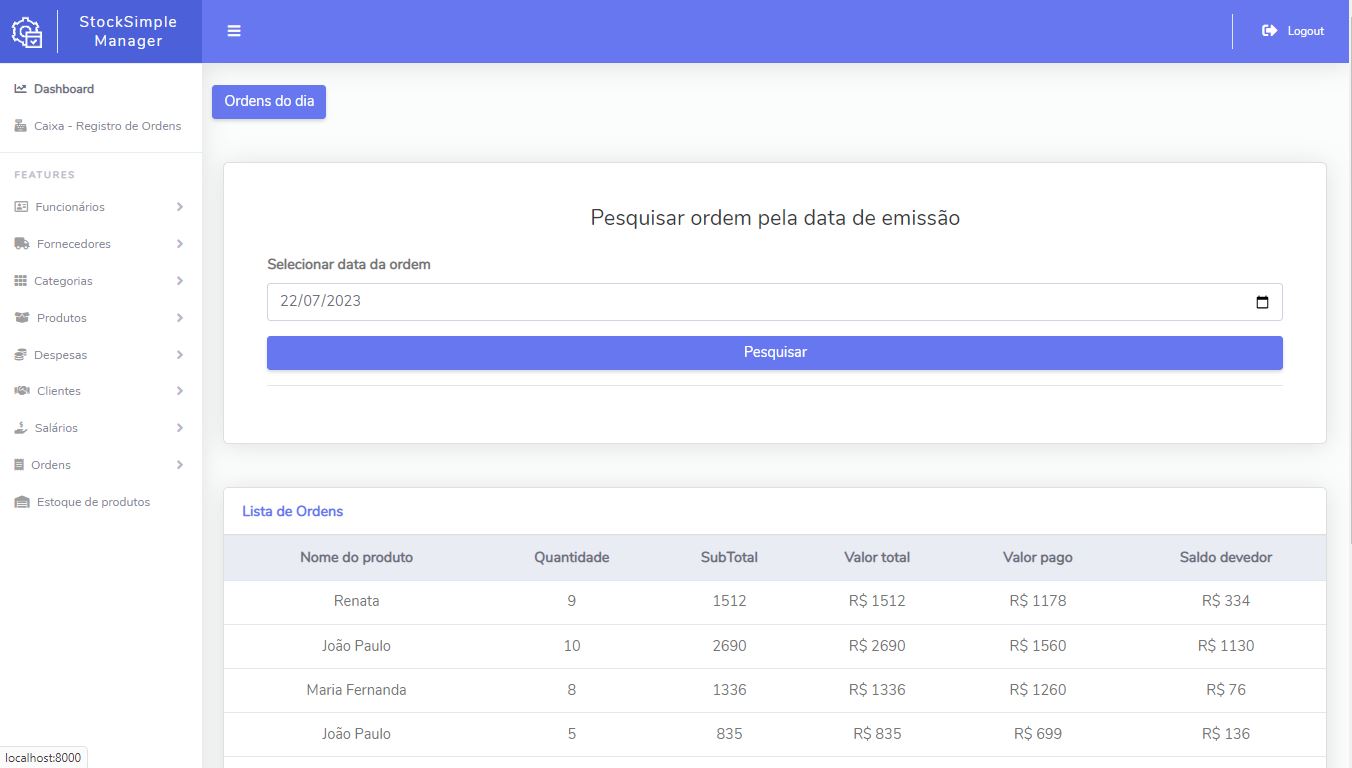 StockSimple
Manager
Logout
Dashboard
Caixa - Registro de Ordens
FEATURES
Funcionários
Fornecedores
Categorias
Produtos
Despesas
Clientes
Salários
Ordens
Estoque de produtos
Ordens do dia
Pesquisar ordem pela data de emissão
Selecionar data da ordem
22/07/2023
Pesquisar
Lista de Ordens
Nome do produto Quantidade SubTotal Valor total Valor pago Saldo devedor
Renata 9 1512 R$ 1512 R$ 1178 R$ 334
João Paulo 10 2690 R$ 2690 R$ 1560 R$ 1130
Maria Fernanda 8 1336 R$ 1336 R$ 1260 R$ 76
João Paulo 5 835 R$ 835 R$ 699 R$ 136
localhost:8000